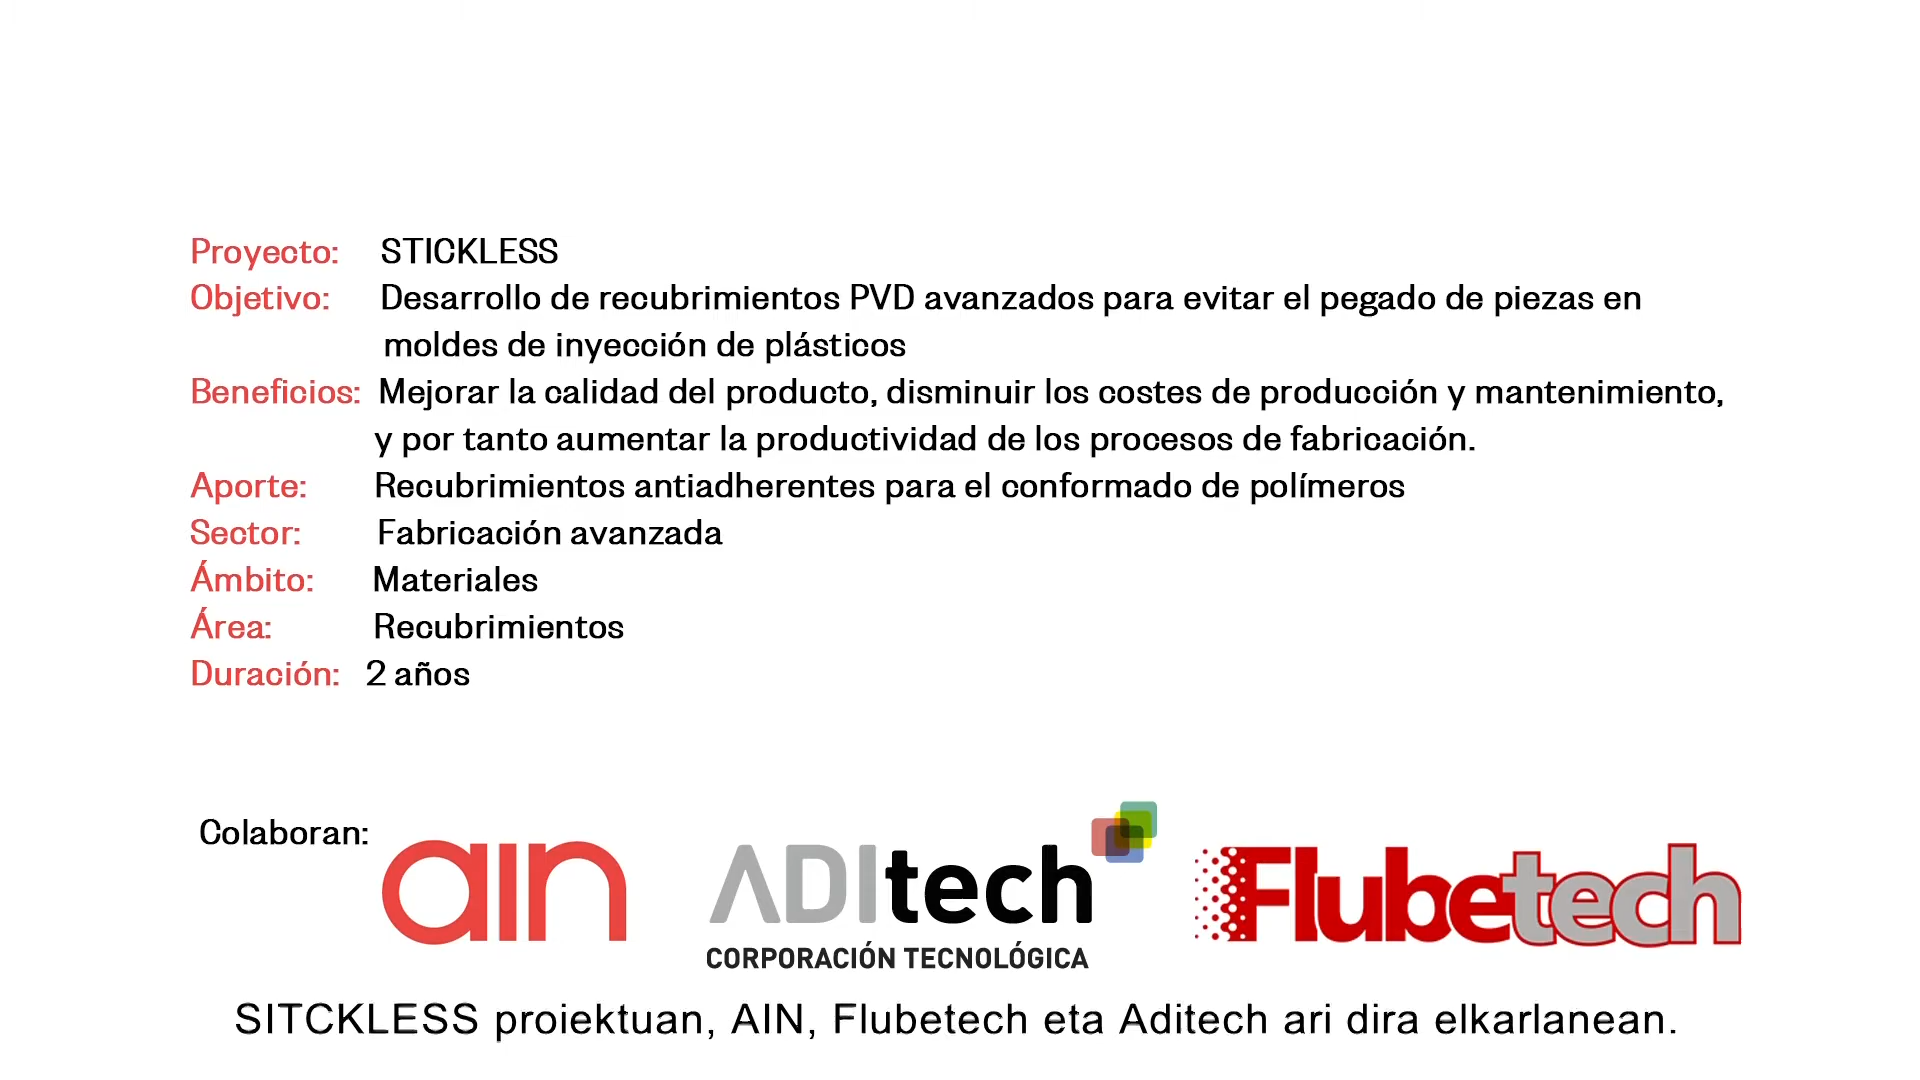 Proyecto: STICKLESS
Objetivo: Desarrollo de recubrimientos PVD avanzados para evitar el pegado de piezas en
moldes de inyección de plásticos
Beneficios: Mejorar la calidad del producto, disminuir los costes de producción y mantenimiento,
y por tanto aumentar la productividad de los procesos de fabricación.
Aporte: Recubrimientos antiadherentes para el conformado de polímeros
Sector: Fabricación avanzada
Ámbito: Materiales
Área: Recubrimientos
Duración: 2 años
Colaboran:
ain
ADItech
CORPORACIÓN TECNOLÓGICA
Flubetech
SITCKLESS proiektuan, AIN, Flubetech eta Aditech ari dira elkarlanean.